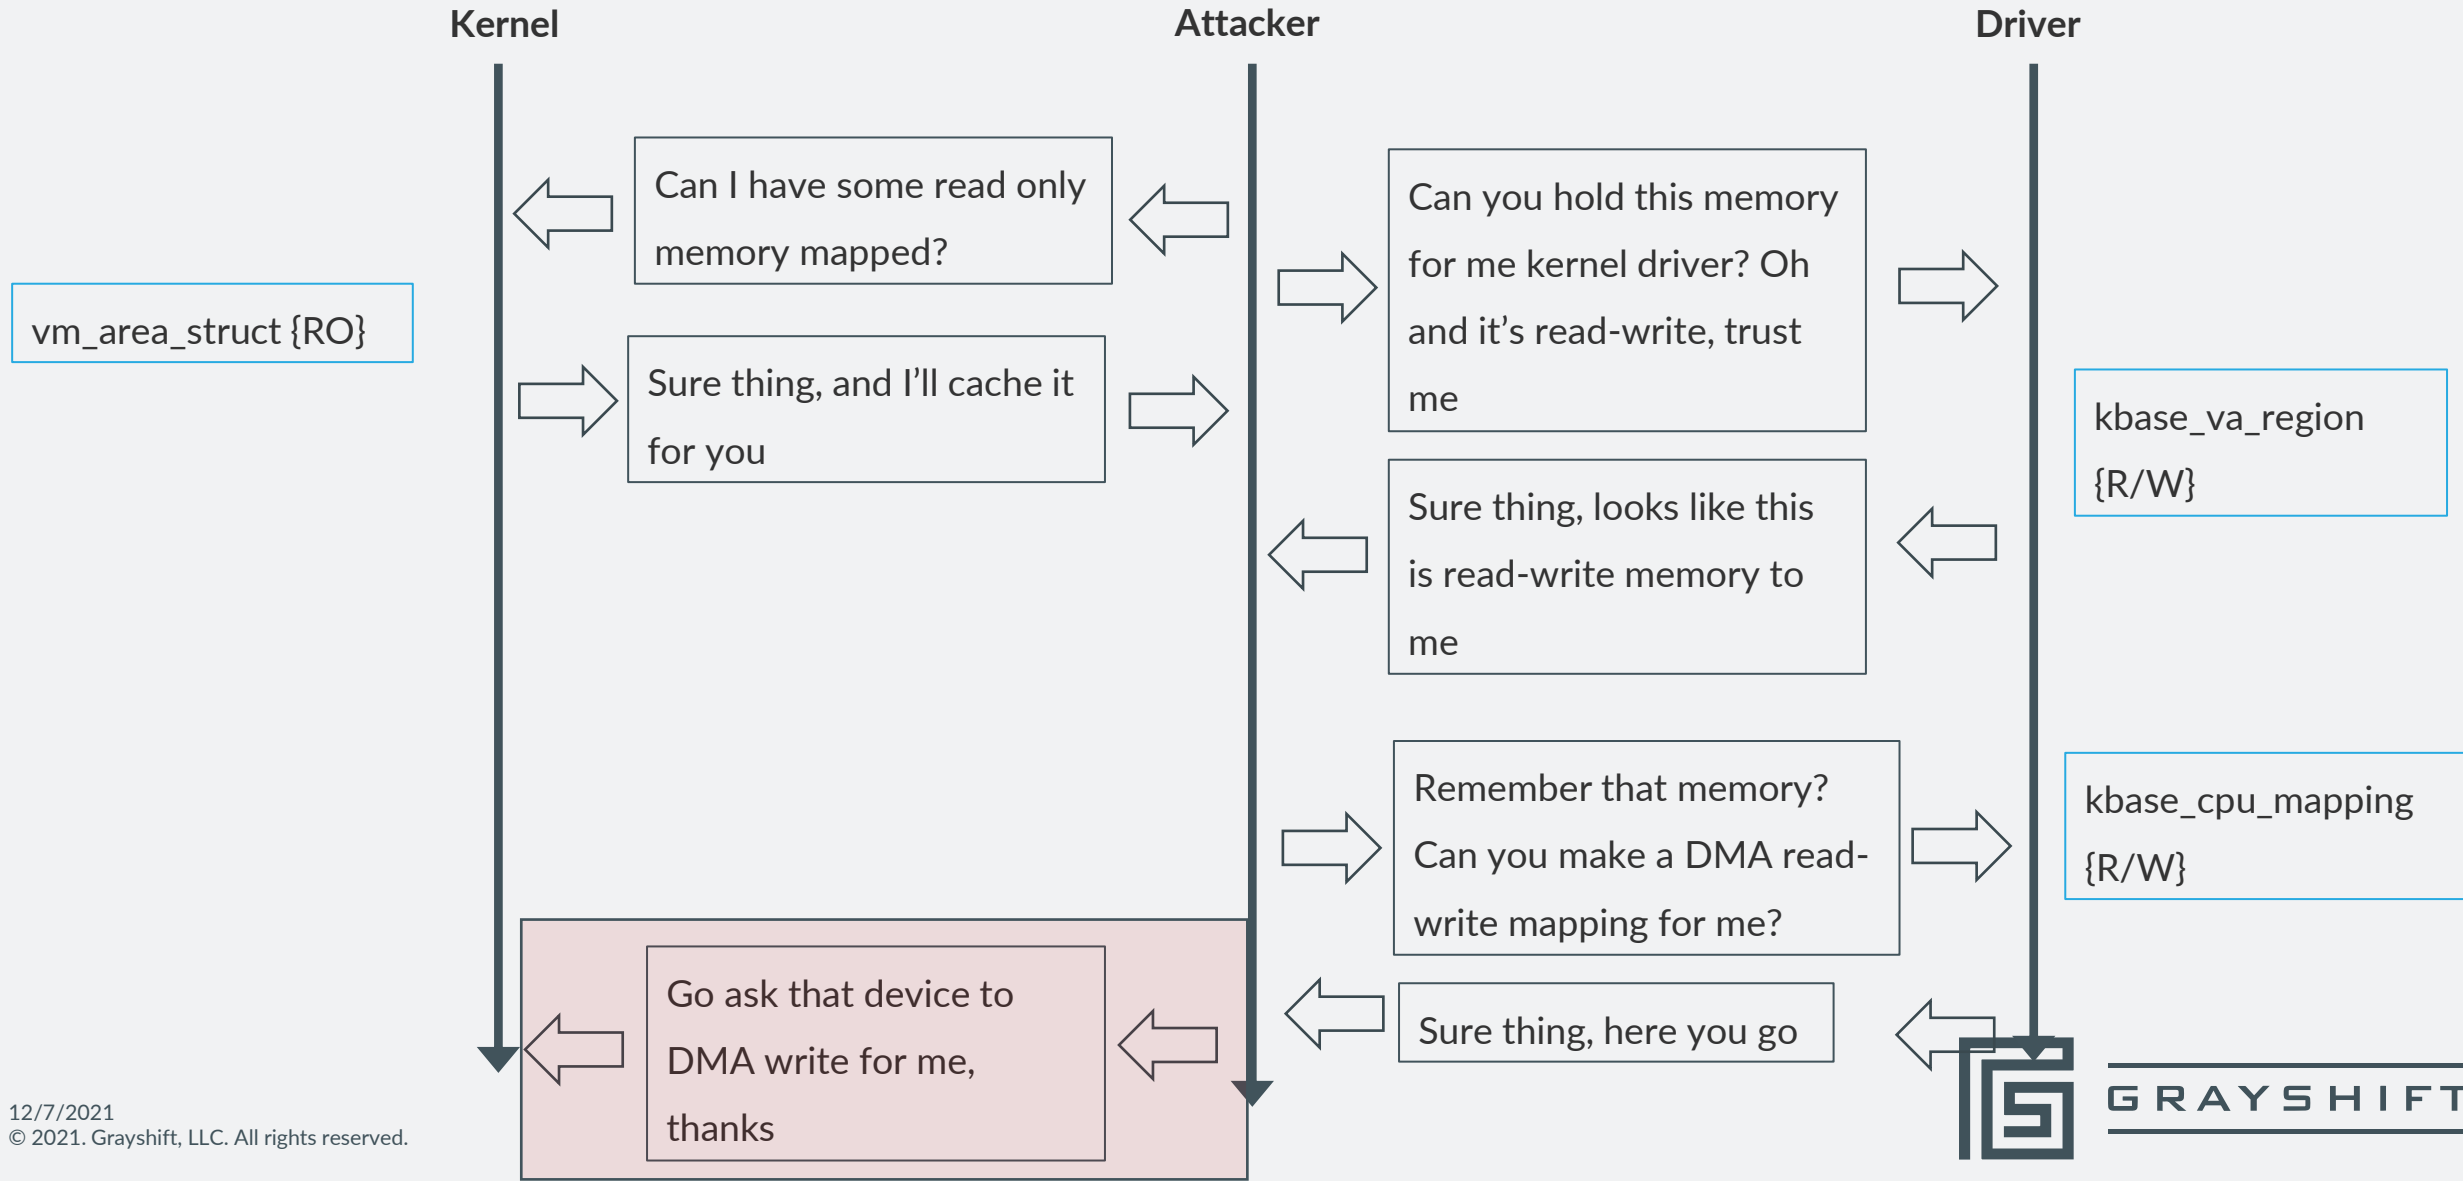 Kernel
Attacker
Driver
Can I have some read only
memory mapped?
Can you hold this memory
for me kernel driver? Oh
and it’s read-write, trust
me
vm_area_struct {RO}
Sure thing, and I’ll cache it
for you
kbase_va_region
{R/W}
Sure thing, looks like this
is read-write memory to
me
Remember that memory?
Can you make a DMA read-
write mapping for me?
kbase_cpu_mapping
{R/W}
Go ask that device to
DMA write for me,
thanks
Sure thing, here you go
12/7/2021
© 2021. Grayshift, LLC. All rights reserved.
GRAYSHIFT